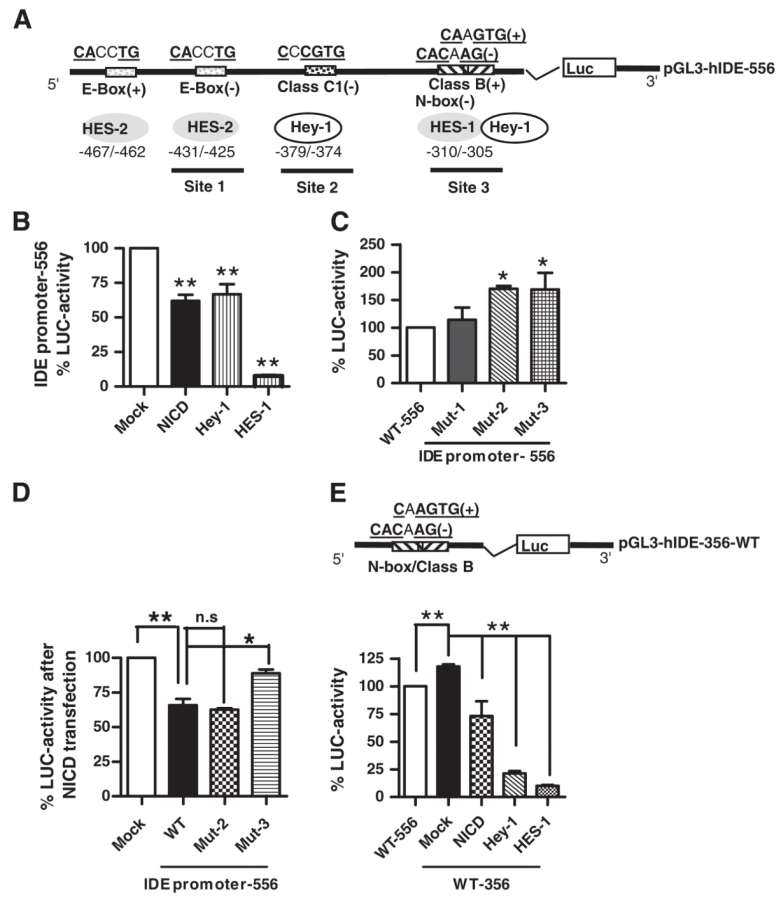 A
CACCTG CACCTG CCCGTG CAAGTG(+)
CACAAG(-)
Luc pGL3-hIDE-556
5' 3'
E-Box(+) E-Box(-) Class C1(-) Class B(+)
N-box(-)
HES-2 HES-2 Hey-1 HES-1 Hey-1
-467/-462 -431/-425 -379/-374 -310/-305
Site 1 Site 2 Site 3
B
IDE promoter-556
% LUC-activity
100
75
50
25
0
** ** **
Mock NICD Hey-1 HES-1
C
% LUC-activity
250
200
150
100
50
0
* *
WT-556 Mut-1 Mut-2 Mut-3
IDE promoter- 556
D
% LUC-activity after
NICD transfection
100
75
50
25
0
** n.s
*
Mock WT Mut-2 Mut-3
IDE promoter-556
E
CAAGTG(+)
CACAAG(-)
Luc pGL3-hIDE-356-WT
5' 3'
N-box/Class B
% LUC-activity
125
100
75
50
25
0
** **
WT-556 Mock NICD Hey-1 HES-1
WT-356